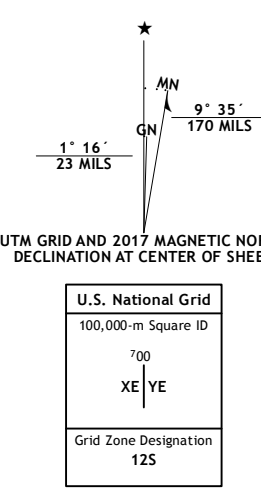 ★
MN
9° 35´
GN
170 MILS
1° 16´
23 MILS
UTM GRID AND 2017 MAGNETIC NO
DECLINATION AT CENTER OF SHEE
U.S. National Grid
100,000-m Square ID
⁷00
XE YE
Grid Zone Designation
12S